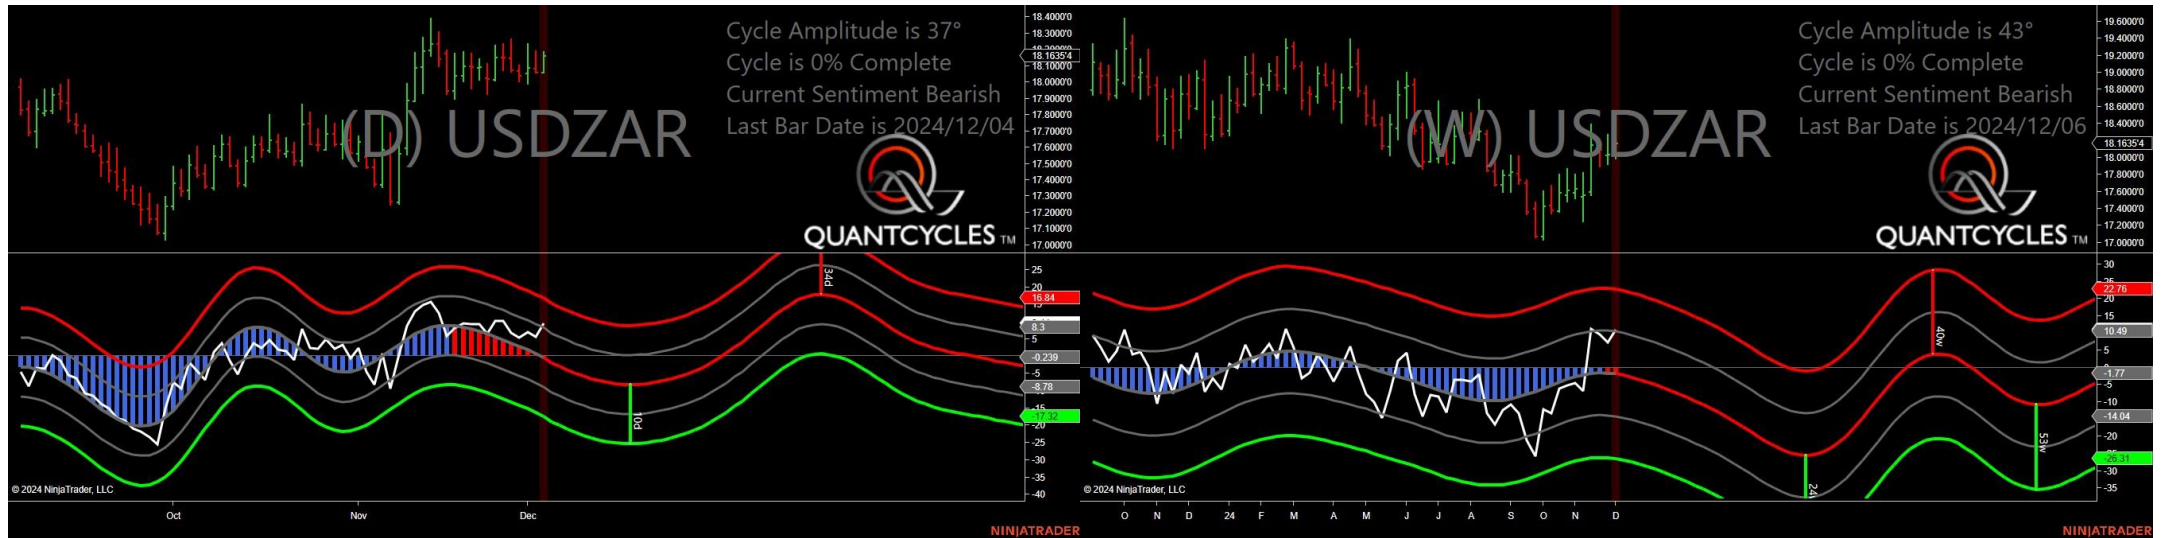 Cycle Amplitude is 37°
Cycle is 0% Complete
Current Sentiment Bearish
Last Bar Date is 2024/12/04
(D) USDZAR
QUANTCYCLES TM
18.4000'0
18.3000'0
18.1635'4
18.1000'0
18.0000'0
17.9000'0
17.8000'0
17.7000'0
17.6000'0
17.5000'0
17.4000'0
17.3000'0
17.2000'0
17.1000'0
17.0000'0
34d
10d
25
20
16.84
8.3
5
-0.239
-5
-8.78
-17.32
-20
-25
-30
-35
-40
© 2024 NinjaTrader, LLC
Oct Nov Dec
NINJATRADER
Cycle Amplitude is 43°
Cycle is 0% Complete
Current Sentiment Bearish
Last Bar Date is 2024/12/06
(W) USDZAR
QUANTCYCLES TM
19.6000'0
19.4000'0
19.2000'0
19.0000'0
18.8000'0
18.6000'0
18.4000'0
18.1635'4
18.0000'0
17.8000'0
17.6000'0
17.4000'0
17.2000'0
17.0000'0
40w
53w
24
30
22.76
20
15
10.49
5
-1.77
-5
-10
-14.04
-20
-26.31
-30
-35
© 2024 NinjaTrader, LLC
O N D 24 F M A M J J A S O N D
NINJATRADER